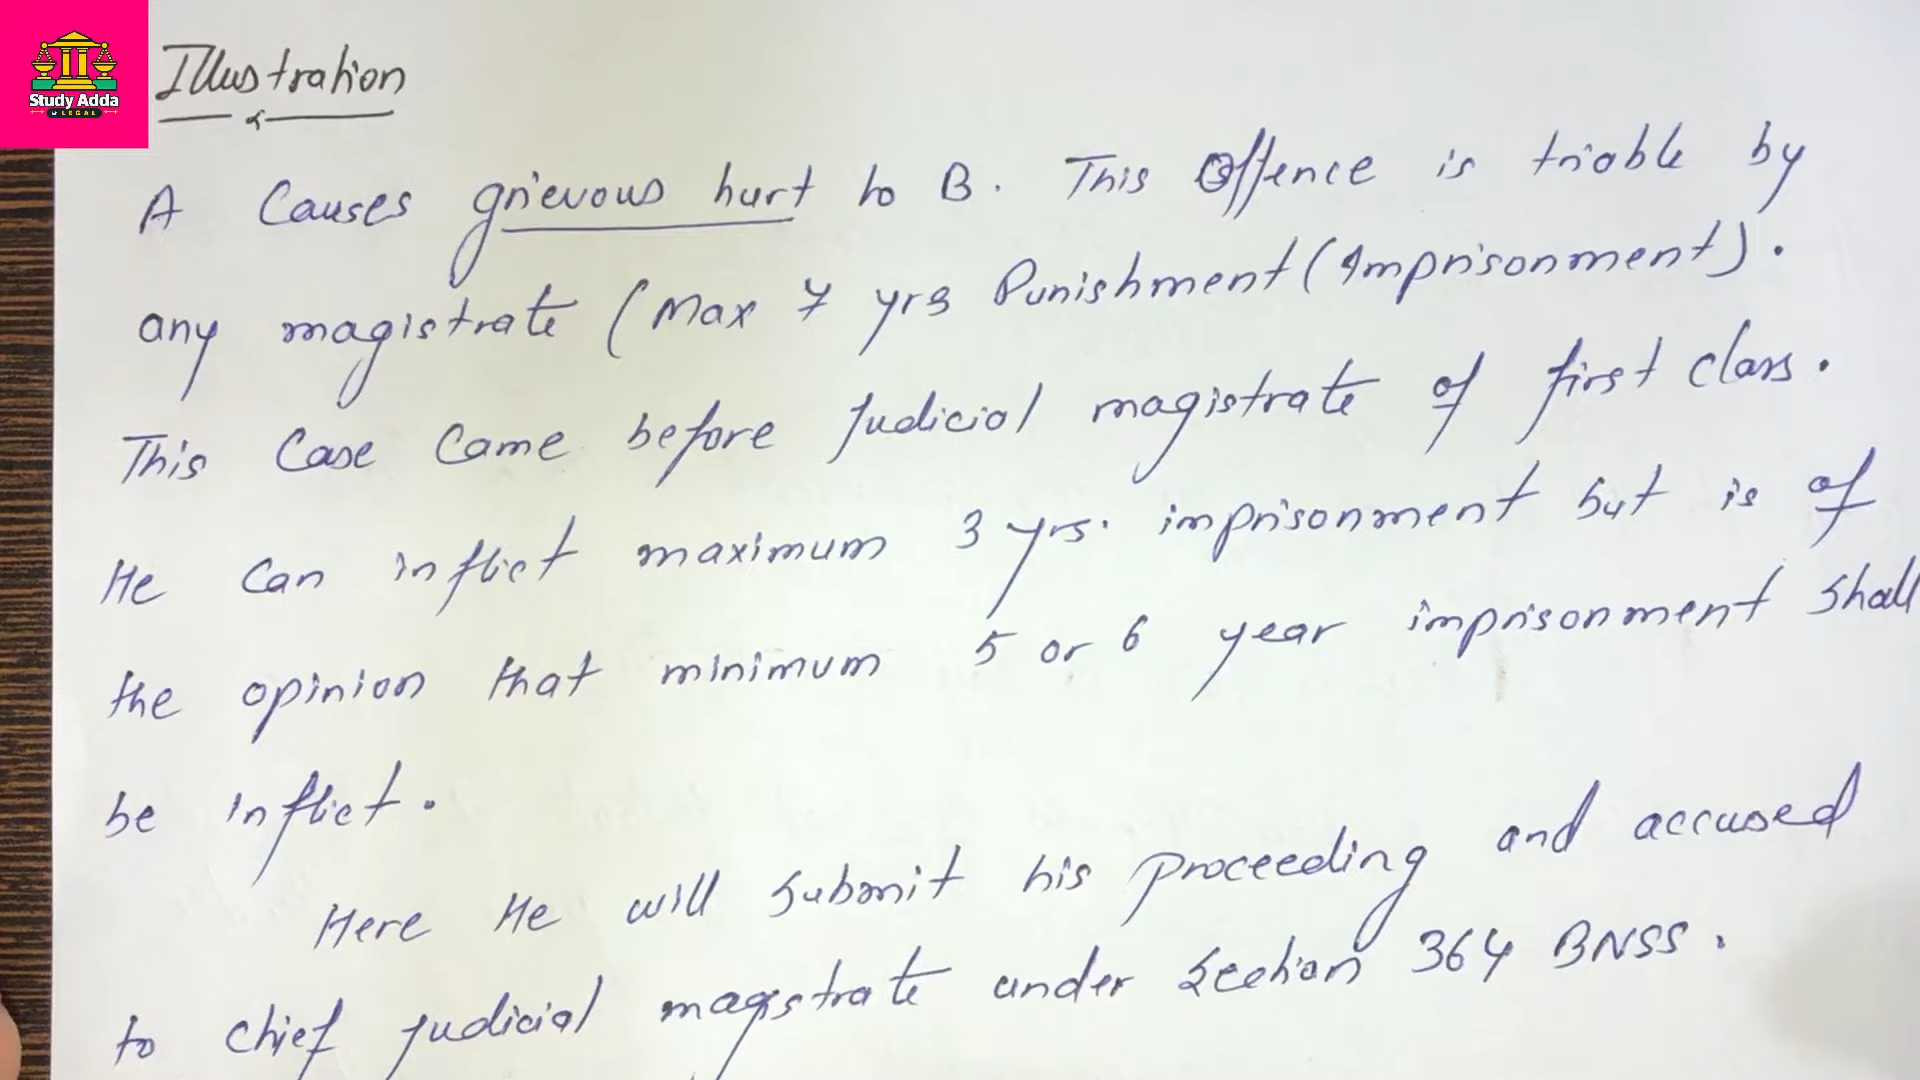 Study Adda
LEGAL
Illustration
A Causes grievous hurt to B. This Offence is triable by
any magistrate (Max 7 yrs Punishment (Imprisonment).
This Case Came before Judicial magistrate of first class.
He Can inflict maximum 3 yrs. imprisonment but is of
the opinion that minimum 5 or 6 year imprisonment shall
be inflict.
Here He will submit his proceeding and accused
to chief judicial magistrate under Section 364 BNSS.